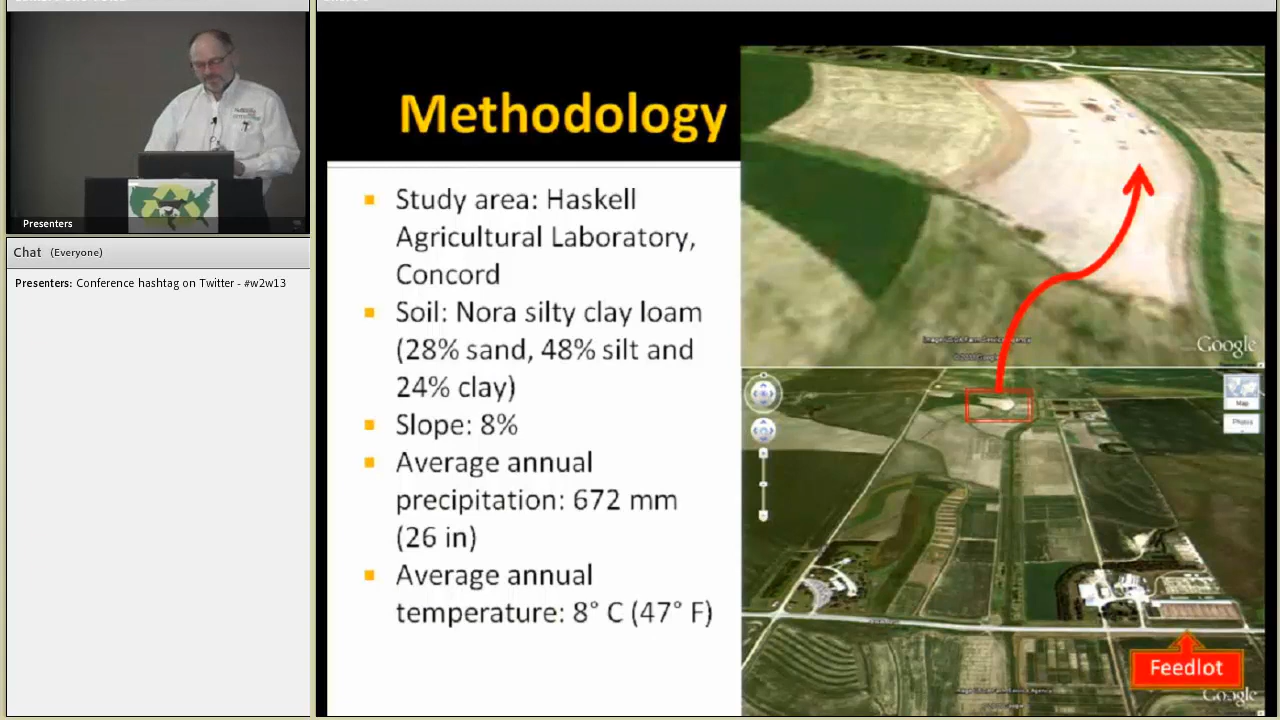 Presenters
Chat (Everyone)
Presenters: Conference hashtag on Twitter - #w2w13
Methodology
Study area: Haskell
Agricultural Laboratory,
Concord
Soil: Nora silty clay loam
(28% sand, 48% silt and
24% clay)
Slope: 8%
Average annual
precipitation: 672 mm
(26 in)
Average annual
temperature: 8° C (47° F)
Google
Map
Photos
Feedlot
Google